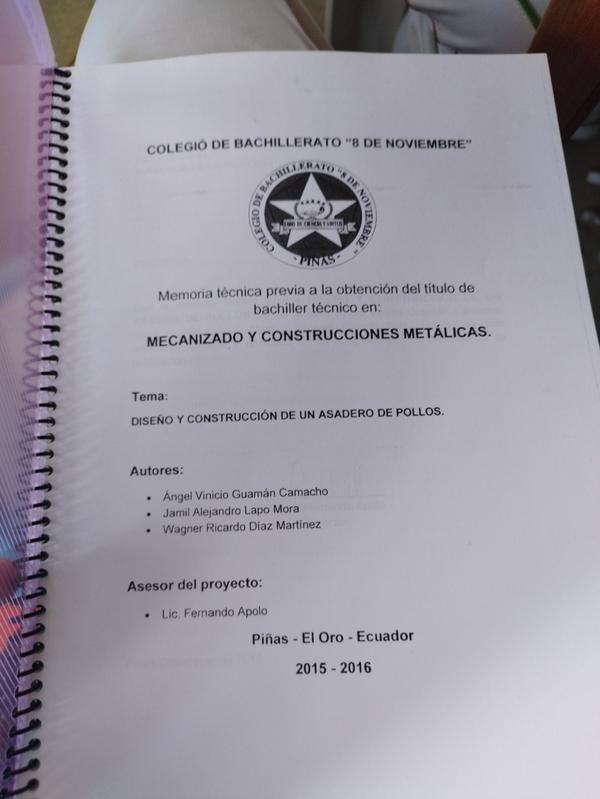 COLEGIÓ DE BACHILLERATO "8 DE NOVIEMBRE"
COLEGIO DE BACHILLERATO "8 DE NOVIEMBRE"
- PIÑAS -
Memoria técnica previa a la obtención del título de
bachiller técnico en:
MECANIZADO Y CONSTRUCCIONES METÁLICAS.
Tema:
DISEÑO Y CONSTRUCCIÓN DE UN ASADERO DE POLLOS.
Autores:
• Ángel Vinicio Guamán Camacho
• Jamil Alejandro Lapo Mora
• Wagner Ricardo Díaz Martínez
Asesor del proyecto:
• Lic. Fernando Apolo
Piñas - El Oro - Ecuador
2015 - 2016